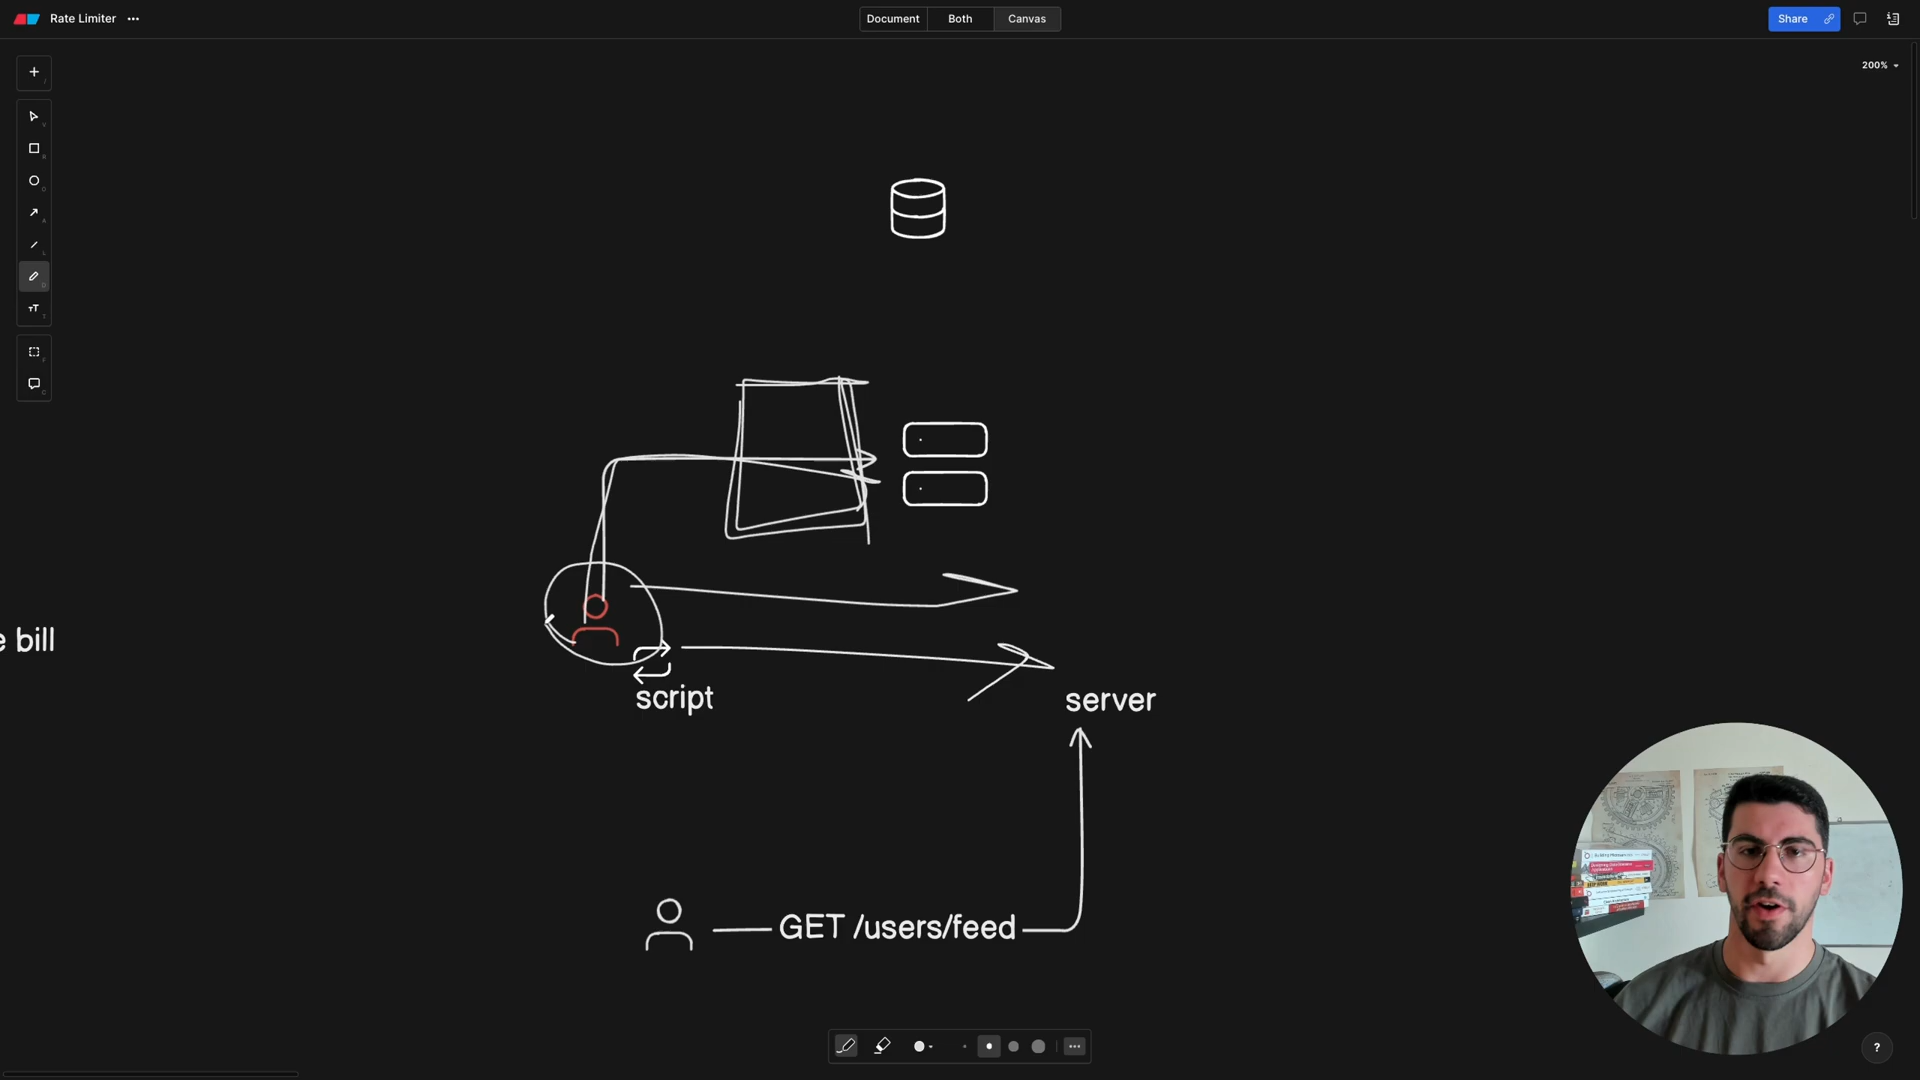 Rate Limiter
Document Both Canvas
Share
200%
e bill
script
server
GET /users/feed
?